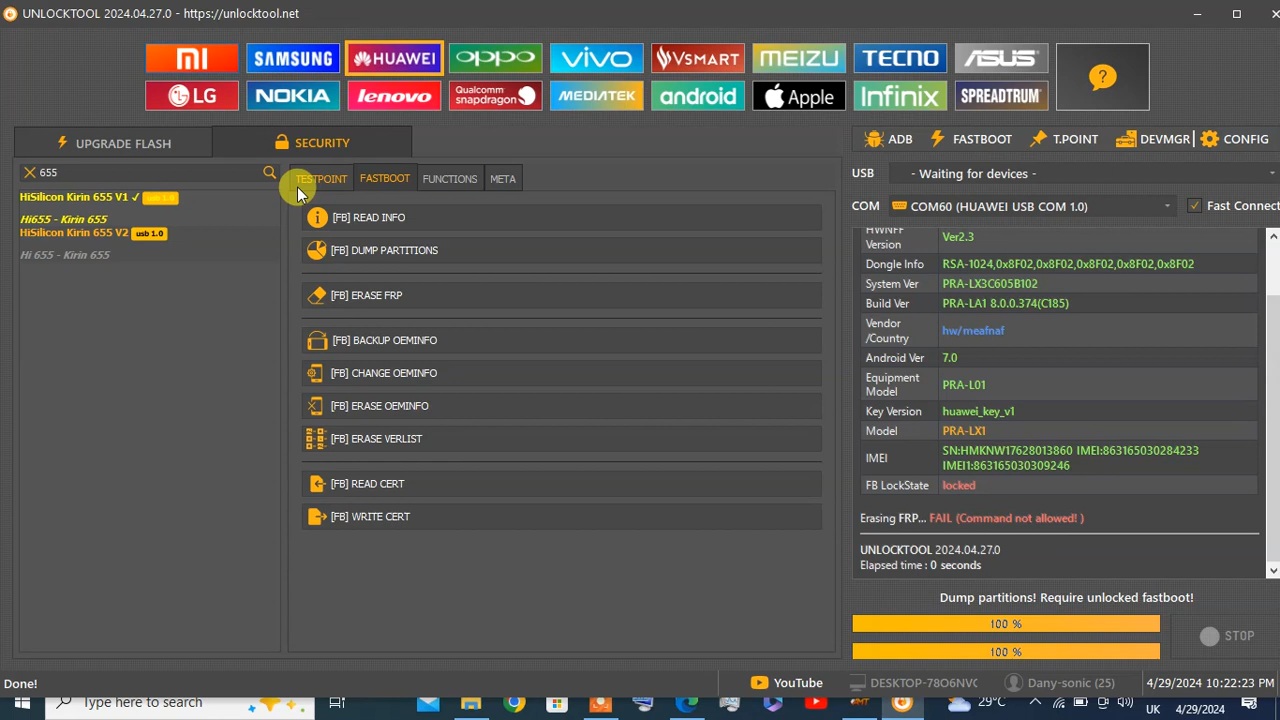 UNLOCKTOOL 2024.04.27.0 - https://unlocktool.net
mi SAMSUNG HUAWEI oppo vivo VSMART MEIZU TECNO ASUS
LG NOKIA lenovo Qualcomm snapdragon MEDIATEK android Apple Infinix SPREADTRUM ?
UPGRADE FLASH SECURITY ADB FASTBOOT T.POINT DEVMGR CONFIG
655
TESTPOINT FASTBOOT FUNCTIONS META
HiSilicon Kirin 655 V1 ✓ usb 1.0
Hi655 - Kirin 655
HiSilicon Kirin 655 V2 usb 1.0
Hi 655 - Kirin 655
[FB] READ INFO
[FB] DUMP PARTITIONS
[FB] ERASE FRP
[FB] BACKUP OEMINFO
[FB] CHANGE OEMINFO
[FB] ERASE OEMINFO
[FB] ERASE VERLIST
[FB] READ CERT
[FB] WRITE CERT
USB - Waiting for devices -
COM COM60 (HUAWEI USB COM 1.0) Fast Connect
HWNFF Version Ver2.3
Dongle Info RSA-1024,0x8F02,0x8F02,0x8F02,0x8F02
System Ver PRA-LX3C605B102
Build Ver PRA-LA1 8.0.0.374(C185)
Vendor /Country hw/meafnaf
Android Ver 7.0
Equipment Model PRA-L01
Key Version huawei_key_v1
Model PRA-LX1
IMEI SN:HMKNW17628013860 IMEI:863165030284233
IMEI1:863165030309246
FB LockState locked
Erasing FRP... FAIL (Command not allowed! )
UNLOCKTOOL 2024.04.27.0
Elapsed time : 0 seconds
Dump partitions! Require unlocked fastboot!
100 %
100 %
STOP
Done! YouTube DESKTOP-78O6NVC Dany-sonic (25) 4/29/2024 10:22:23 PM
Type here to search 29°C UK 4/29/2024